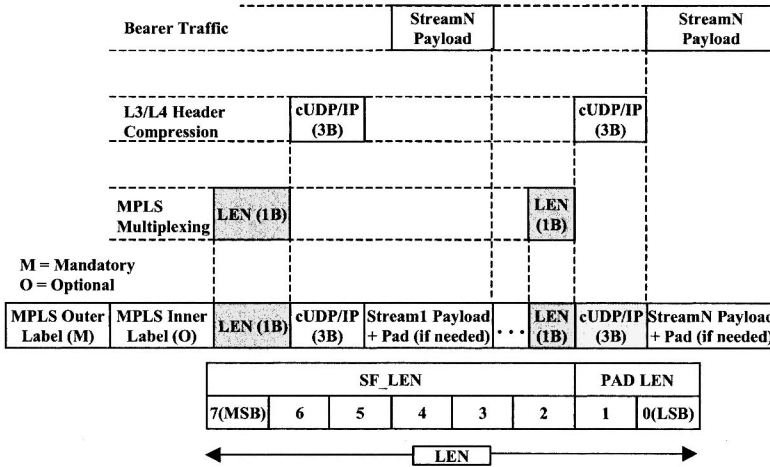 Bearer Traffic
StreamN
Payload
StreamN
Payload
L3/L4 Header
Compression
cUDP/IP
(3B)
cUDP/IP
(3B)
MPLS
Multiplexing
LEN (1B)
LEN
(1B)
M = Mandatory
O = Optional
MPLS Outer
Label (M)
MPLS Inner
Label (O)
LEN (1B)
cUDP/IP
(3B)
Stream1 Payload
+ Pad (if needed)
...
LEN
(1B)
cUDP/IP
(3B)
StreamN Payload
+ Pad (if needed)
SF_LEN
PAD LEN
7(MSB)
6
5
4
3
2
1
0(LSB)
LEN